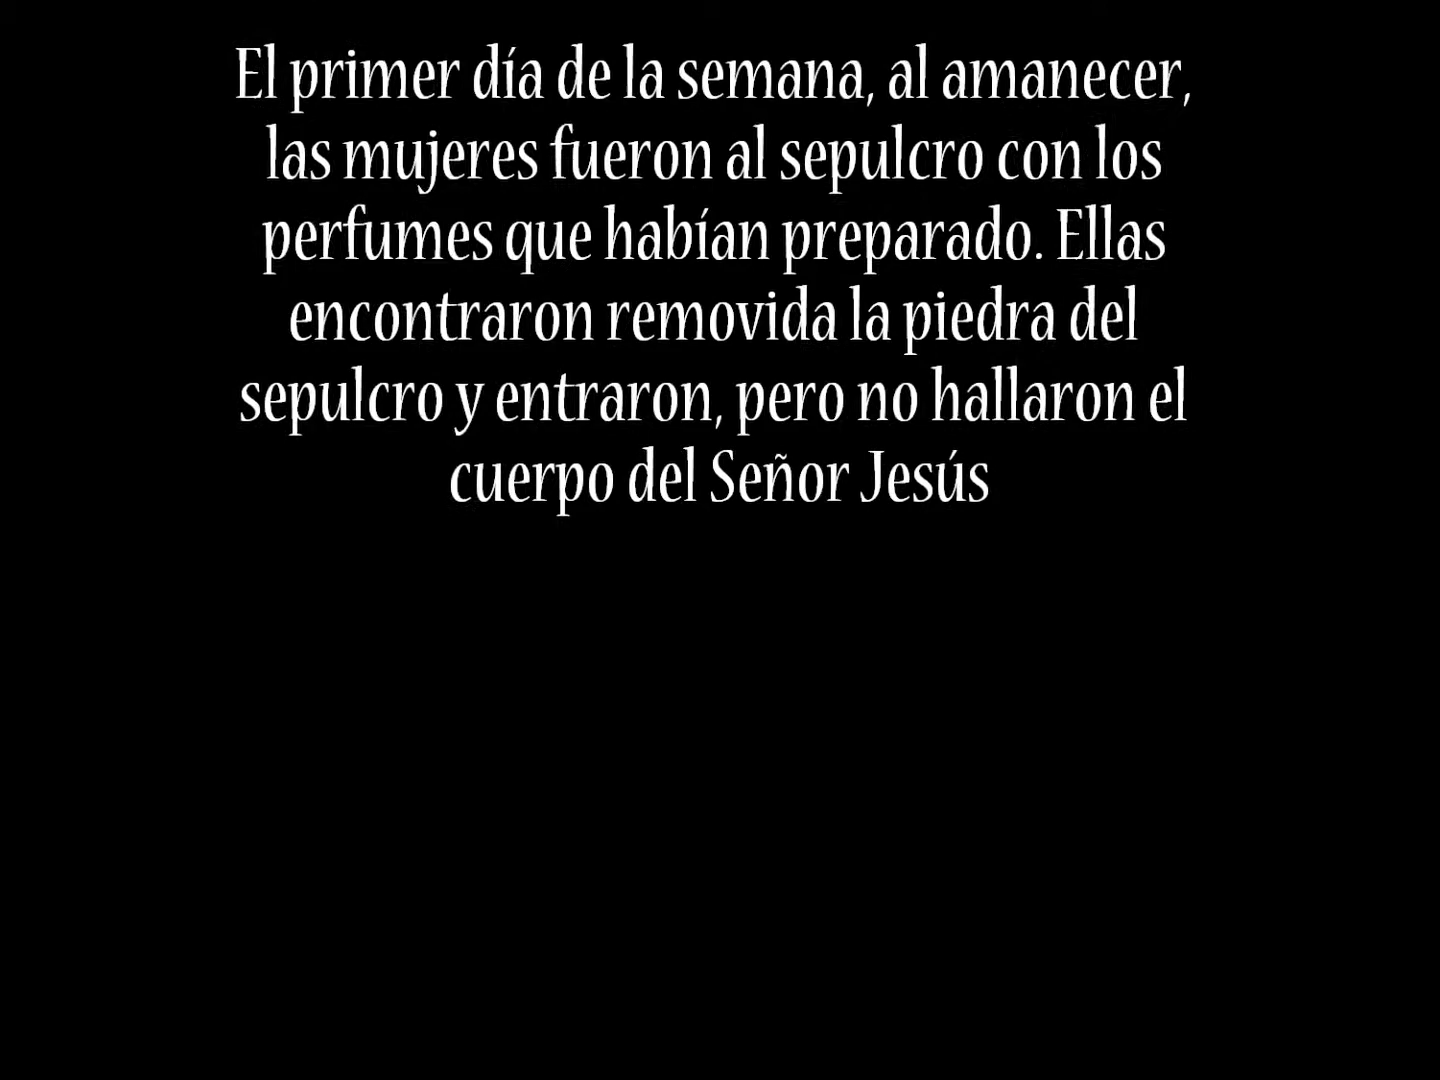 El primer día de la semana, al amanecer,
las mujeres fueron al sepulcro con los
perfumes que habían preparado. Ellas
encontraron removida la piedra del
sepulcro y entraron, pero no hallaron el
cuerpo del Señor Jesús